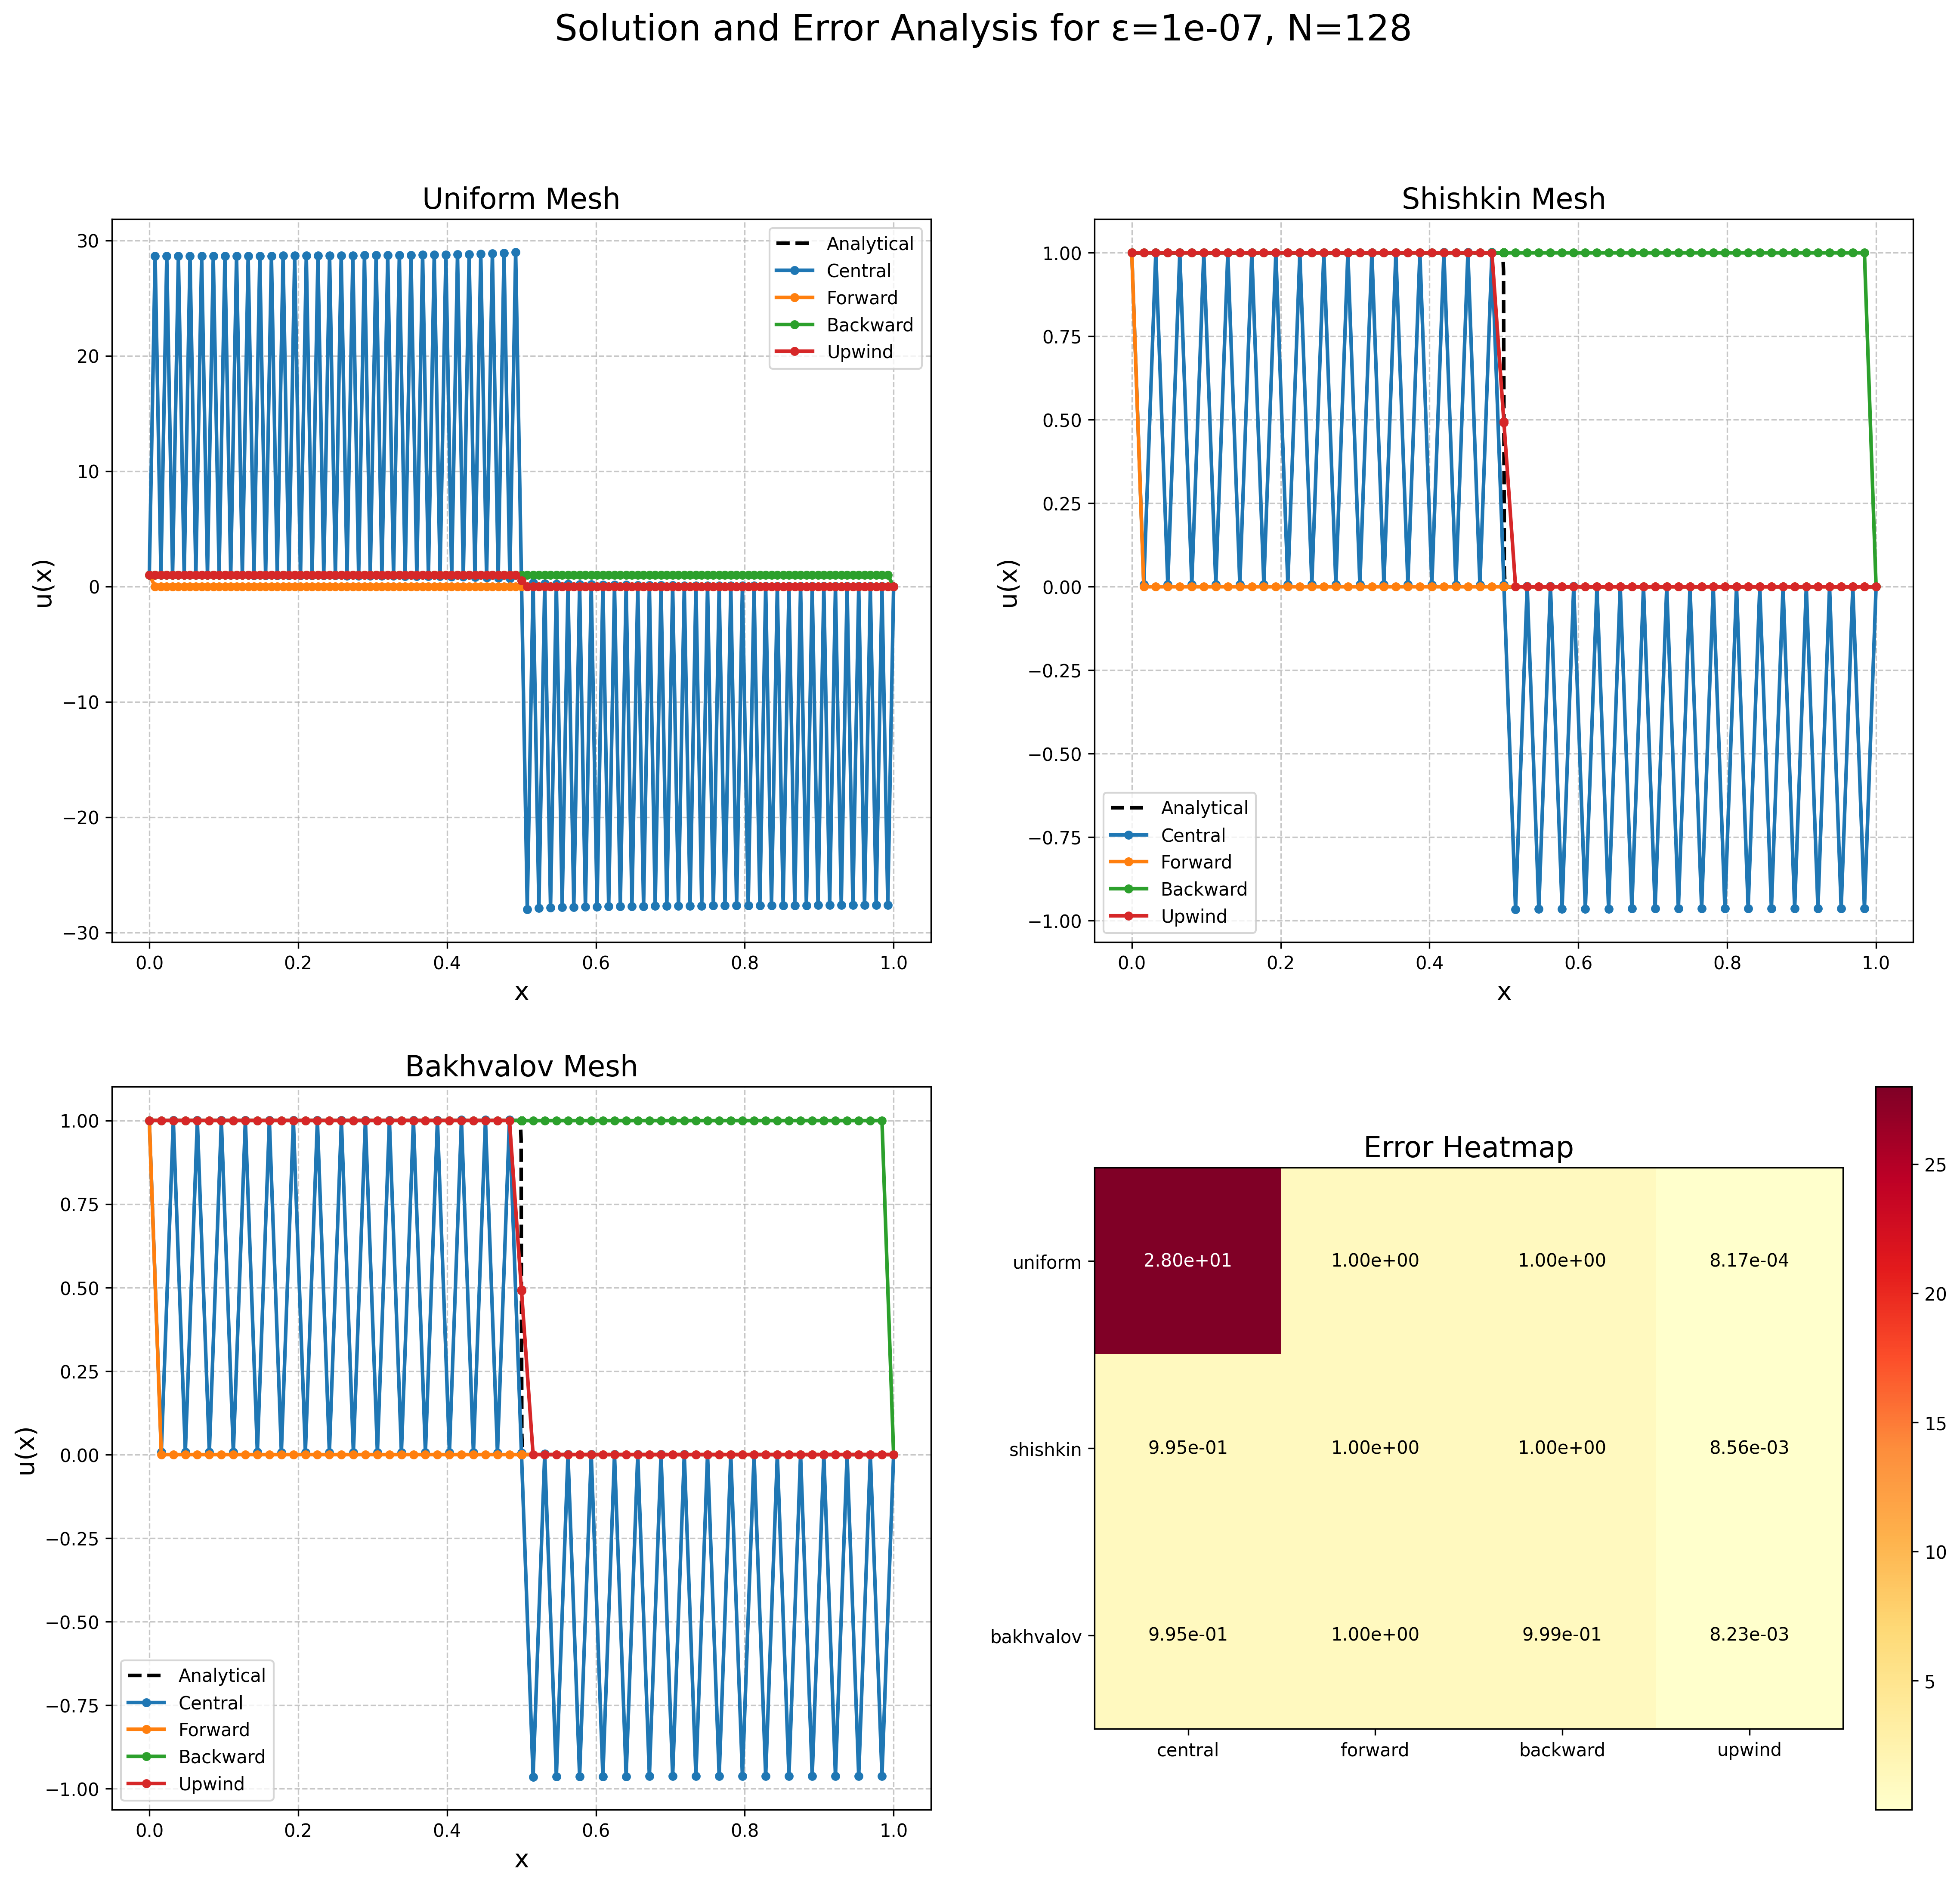 Solution and Error Analysis for ε=1e-07, N=128
Uniform Mesh
30
20
10
0
−10
−20
−30
u(x)
0.0 0.2 0.4 0.6 0.8 1.0
x
Analytical
Central
Forward
Backward
Upwind
Shishkin Mesh
1.00
0.75
0.50
0.25
0.00
−0.25
−0.50
−0.75
−1.00
u(x)
0.0 0.2 0.4 0.6 0.8 1.0
x
Analytical
Central
Forward
Backward
Upwind
Bakhvalov Mesh
1.00
0.75
0.50
0.25
0.00
−0.25
−0.50
−0.75
−1.00
u(x)
0.0 0.2 0.4 0.6 0.8 1.0
x
Analytical
Central
Forward
Backward
Upwind
Error Heatmap
uniform 2.80e+01 1.00e+00 1.00e+00 8.17e-04
shishkin 9.95e-01 1.00e+00 1.00e+00 8.56e-03
bakhvalov 9.95e-01 1.00e+00 9.99e-01 8.23e-03
central forward backward upwind
25
20
15
10
5